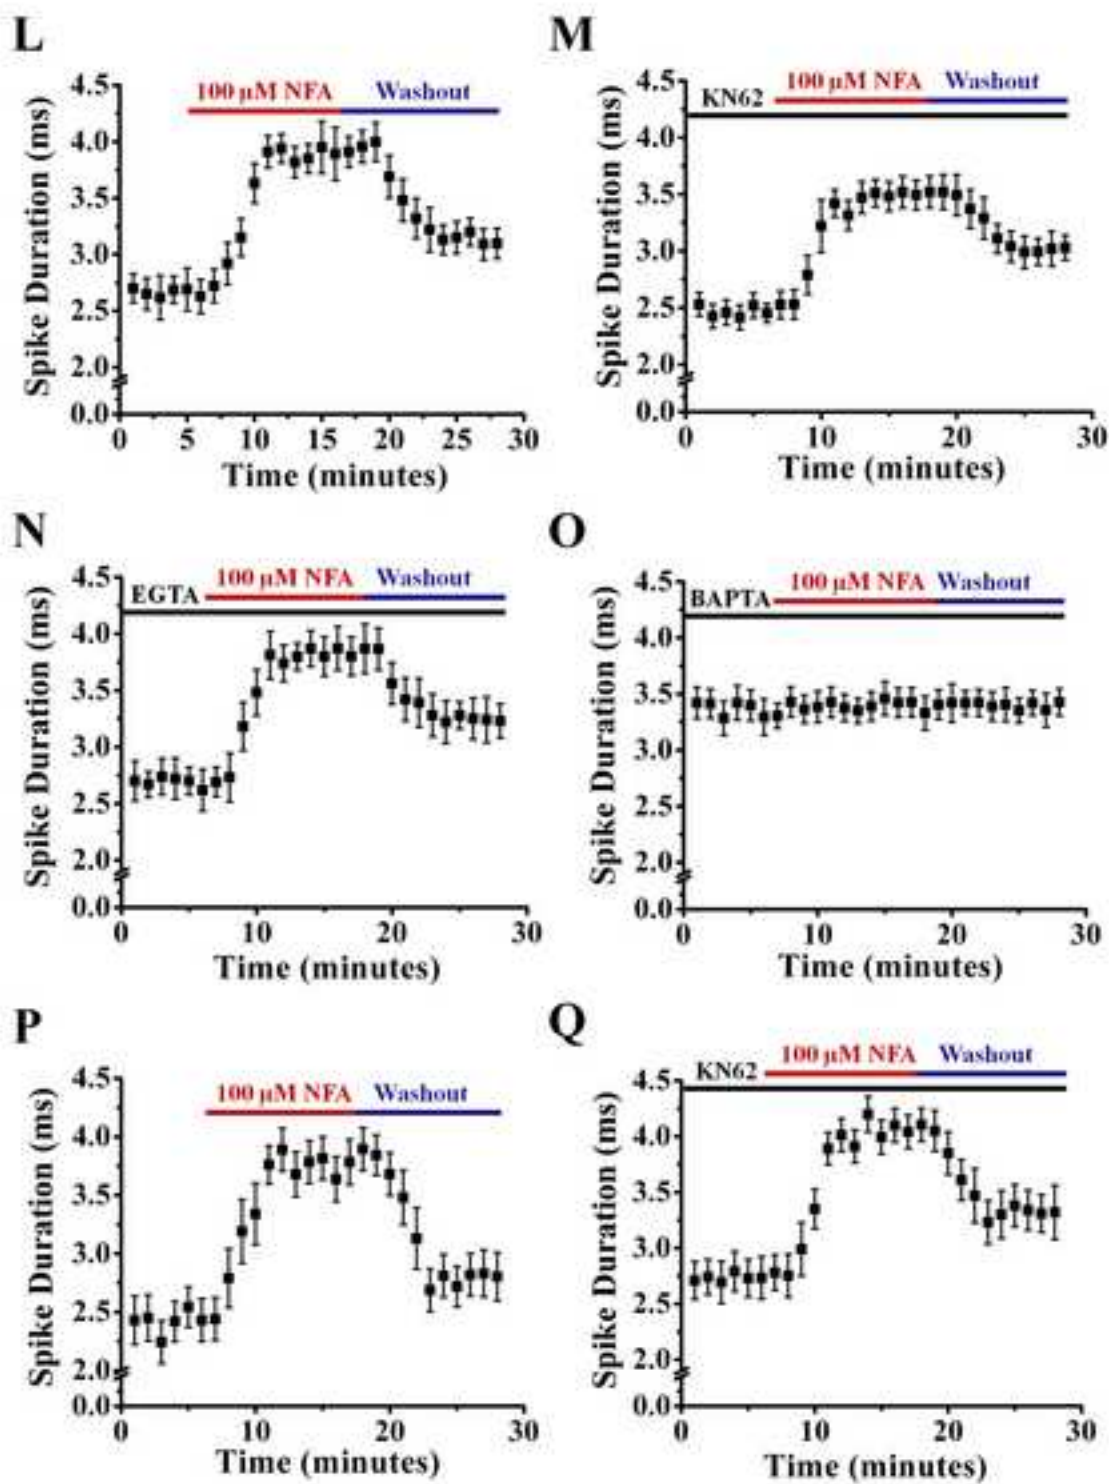 L
100 µM NFA Washout
Spike Duration (ms)
4.5
4.0
3.5
3.0
2.5
2.0
0.0
0 5 10 15 20 25 30
Time (minutes)
M
KN62 100 µM NFA Washout
Spike Duration (ms)
4.5
4.0
3.5
3.0
2.5
2.0
0.0
0 10 20 30
Time (minutes)
N
EGTA 100 µM NFA Washout
Spike Duration (ms)
4.5
4.0
3.5
3.0
2.5
2.0
0.0
0 10 20 30
Time (minutes)
O
BAPTA 100 µM NFA Washout
Spike Duration (ms)
4.5
4.0
3.5
3.0
2.5
2.0
0.0
0 10 20 30
Time (minutes)
P
100 µM NFA Washout
Spike Duration (ms)
4.5
4.0
3.5
3.0
2.5
2.0
0.0
0 10 20 30
Time (minutes)
Q
KN62 100 µM NFA Washout
Spike Duration (ms)
4.5
4.0
3.5
3.0
2.5
2.0
0.0
0 10 20 30
Time (minutes)